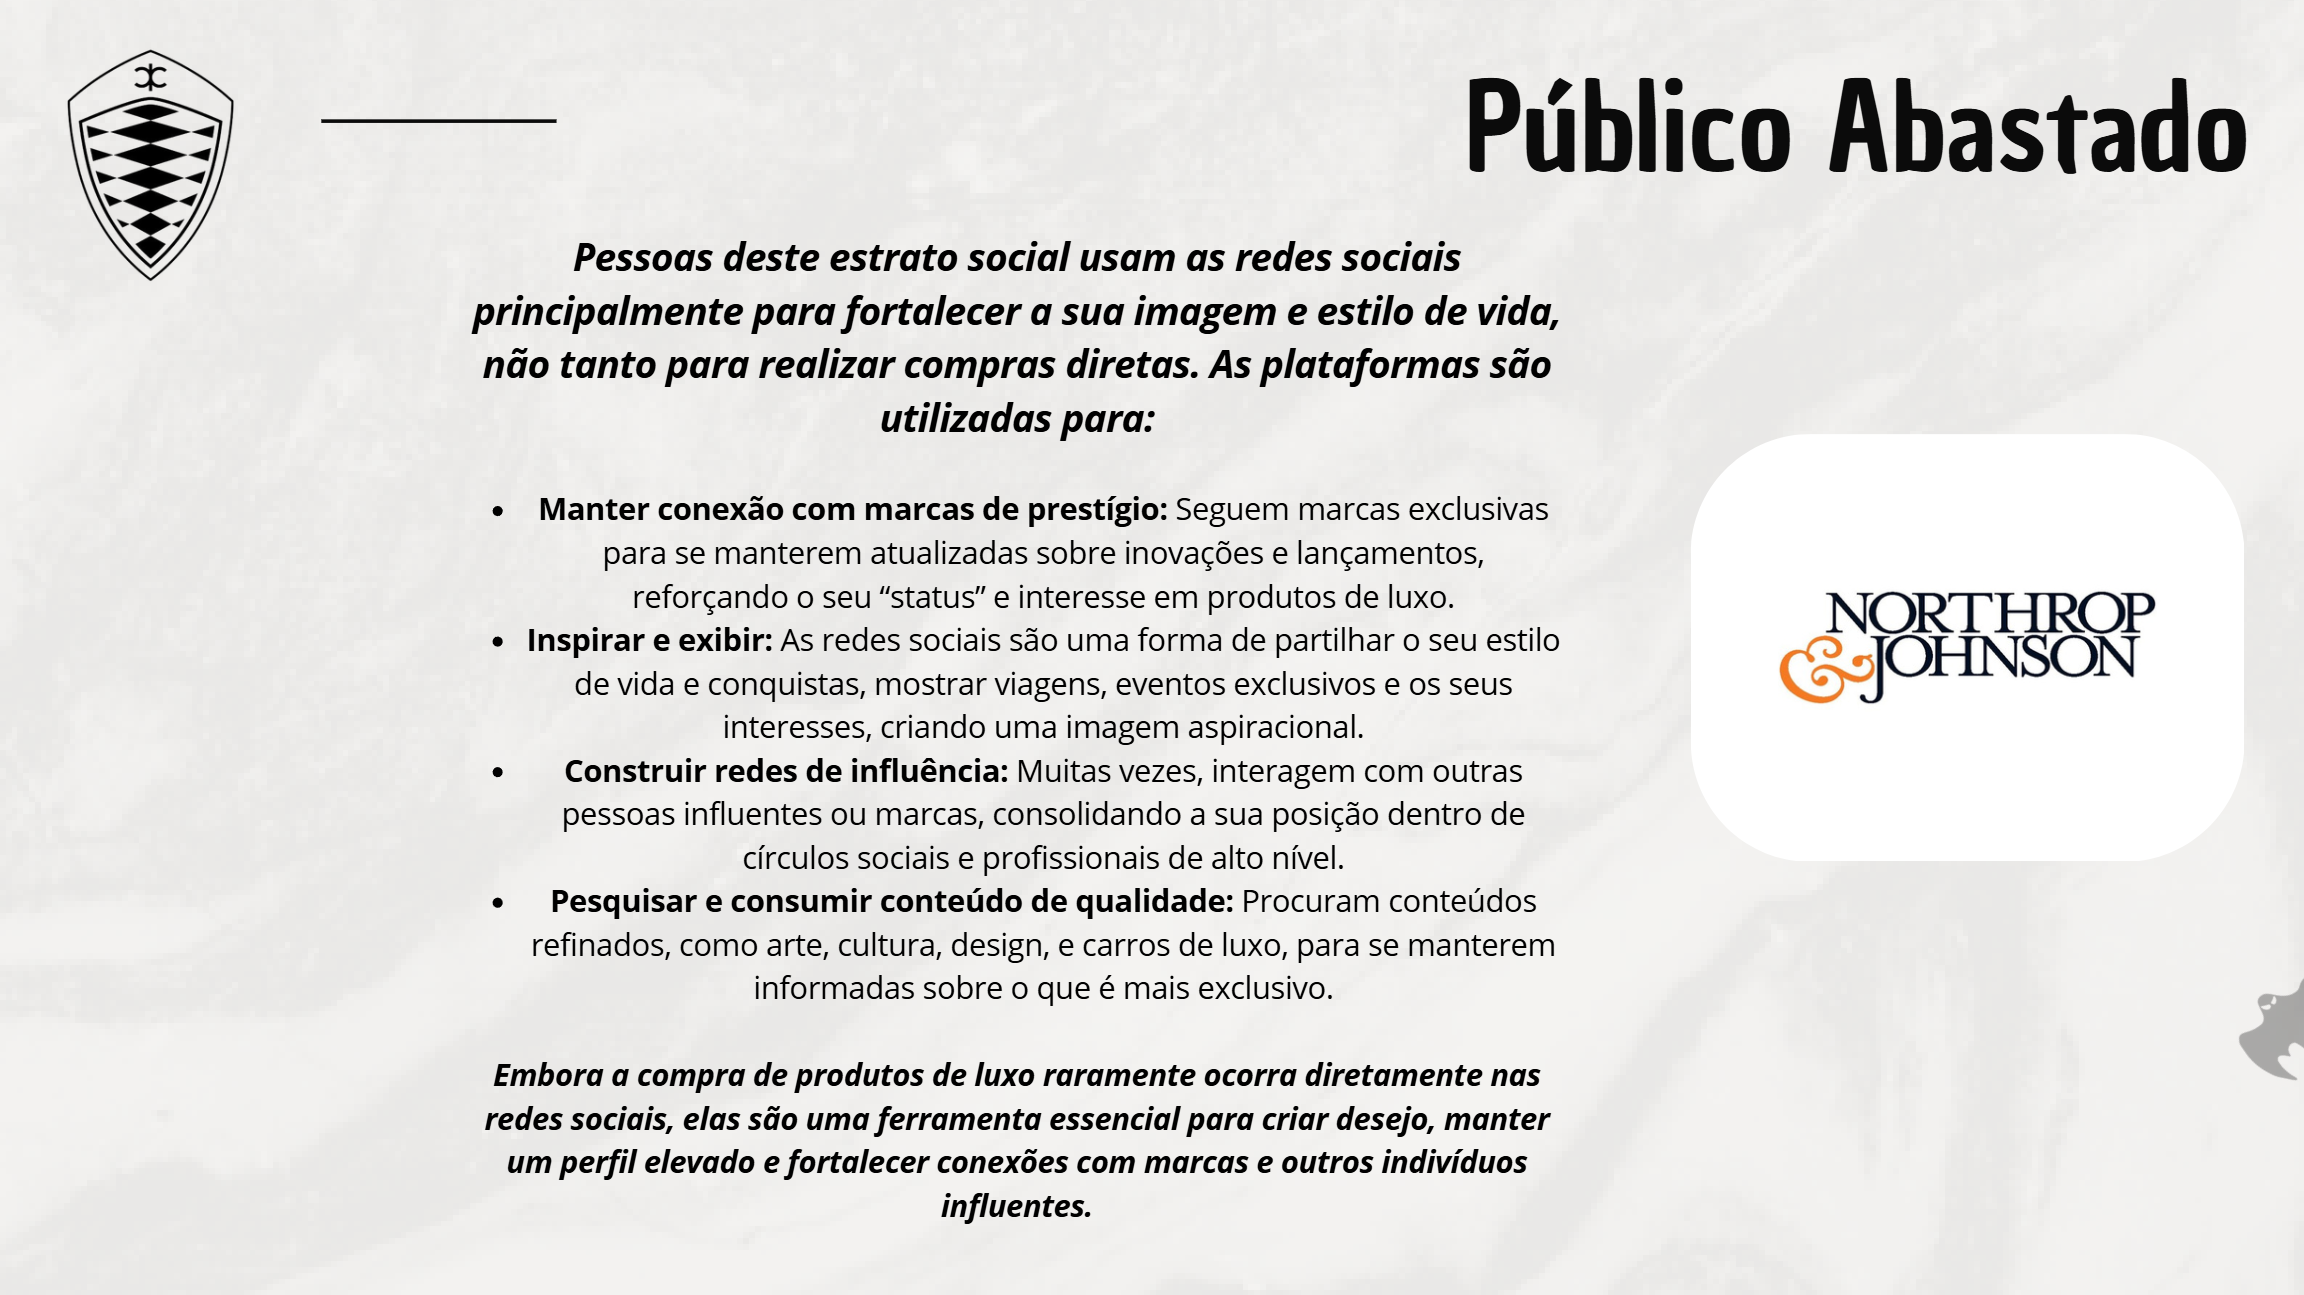 Público Abastado
Pessoas deste estrato social usam as redes sociais
principalmente para fortalecer a sua imagem e estilo de vida,
não tanto para realizar compras diretas. As plataformas são
utilizadas para:
• Manter conexão com marcas de prestígio: Seguem marcas exclusivas
para se manterem atualizadas sobre inovações e lançamentos,
reforçando o seu “status” e interesse em produtos de luxo.
• Inspirar e exibir: As redes sociais são uma forma de partilhar o seu estilo
de vida e conquistas, mostrar viagens, eventos exclusivos e os seus
interesses, criando uma imagem aspiracional.
• Construir redes de influência: Muitas vezes, interagem com outras
pessoas influentes ou marcas, consolidando a sua posição dentro de
círculos sociais e profissionais de alto nível.
• Pesquisar e consumir conteúdo de qualidade: Procuram conteúdos
refinados, como arte, cultura, design, e carros de luxo, para se manterem
informadas sobre o que é mais exclusivo.
Embora a compra de produtos de luxo raramente ocorra diretamente nas
redes sociais, elas são uma ferramenta essencial para criar desejo, manter
um perfil elevado e fortalecer conexões com marcas e outros indivíduos
influentes.
NORTHROP
& JOHNSON